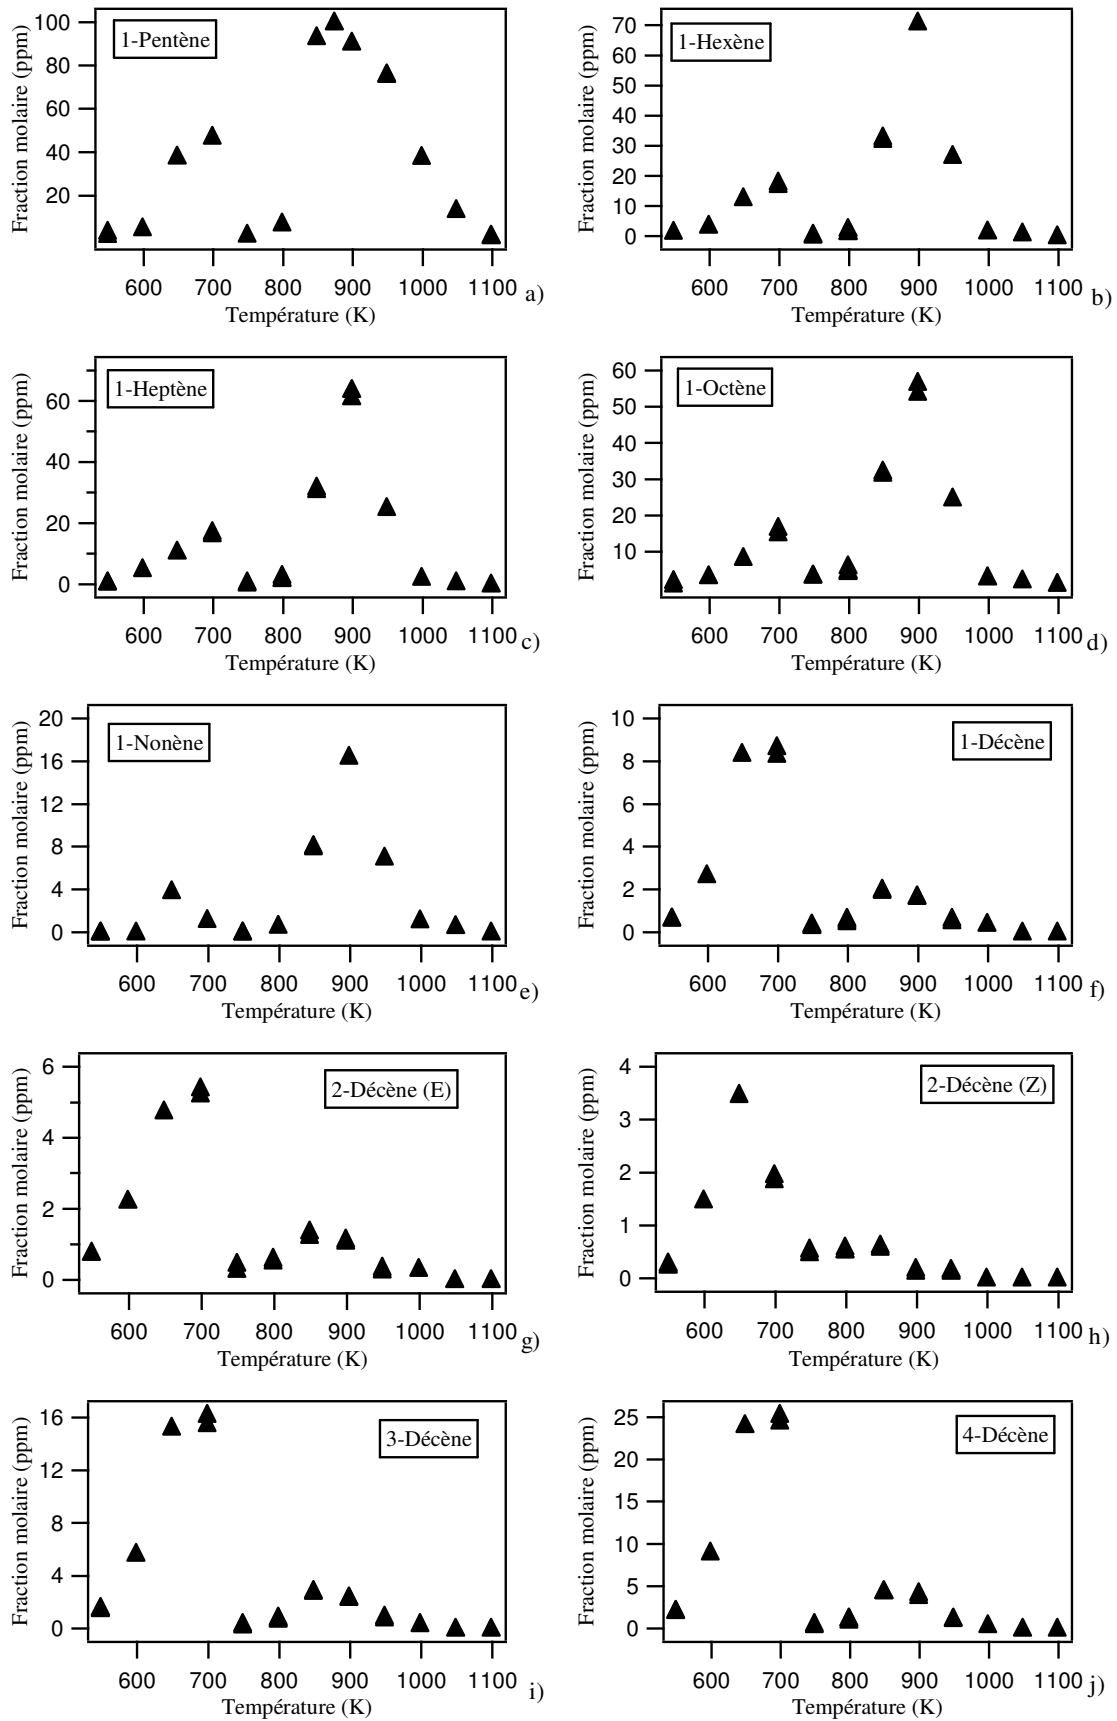 1-Pentène
Fraction molaire (ppm)
100
80
60
40
20
600 700 800 900 1000 1100
Température (K)
a)
1-Hexène
Fraction molaire (ppm)
70
60
50
40
30
20
10
0
600 700 800 900 1000 1100
Température (K)
b)
1-Heptène
Fraction molaire (ppm)
60
40
20
0
600 700 800 900 1000 1100
Température (K)
c)
1-Octène
Fraction molaire (ppm)
60
50
40
30
20
10
600 700 800 900 1000 1100
Température (K)
d)
1-Nonène
Fraction molaire (ppm)
20
16
12
8
4
0
600 700 800 900 1000 1100
Température (K)
e)
1-Décène
Fraction molaire (ppm)
10
8
6
4
2
0
600 700 800 900 1000 1100
Température (K)
f)
2-Décène (E)
Fraction molaire (ppm)
6
4
2
0
600 700 800 900 1000 1100
Température (K)
g)
2-Décène (Z)
Fraction molaire (ppm)
4
3
2
1
0
600 700 800 900 1000 1100
Température (K)
h)
3-Décène
Fraction molaire (ppm)
16
12
8
4
0
600 700 800 900 1000 1100
Température (K)
i)
4-Décène
Fraction molaire (ppm)
25
20
15
10
5
0
600 700 800 900 1000 1100
Température (K)
j)